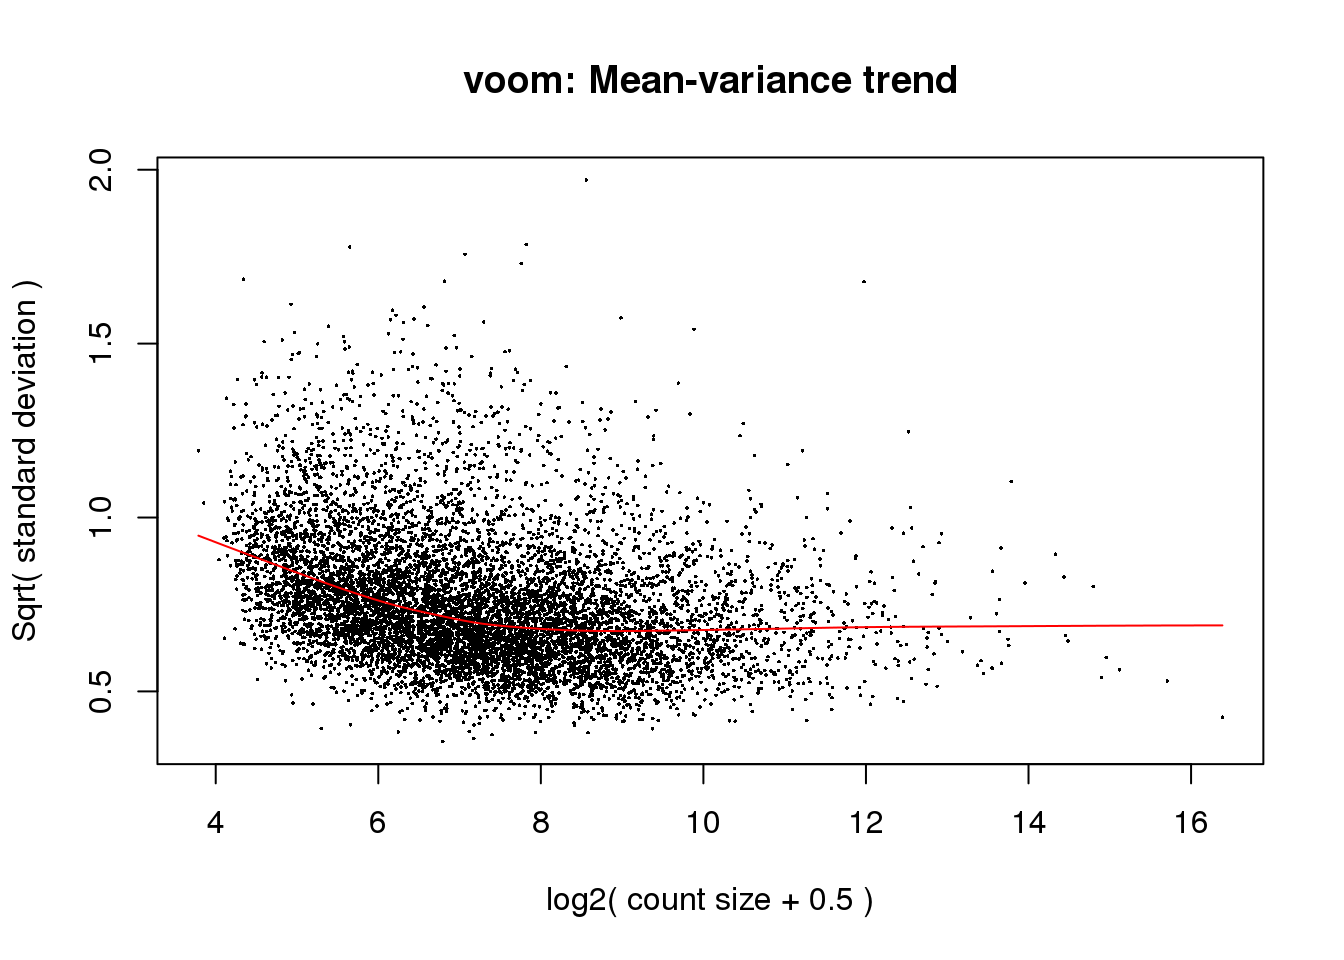 voom: Mean-variance trend
Sqrt( standard deviation )
2.0
1.5
1.0
0.5
4 6 8 10 12 14 16
log2( count size + 0.5 )